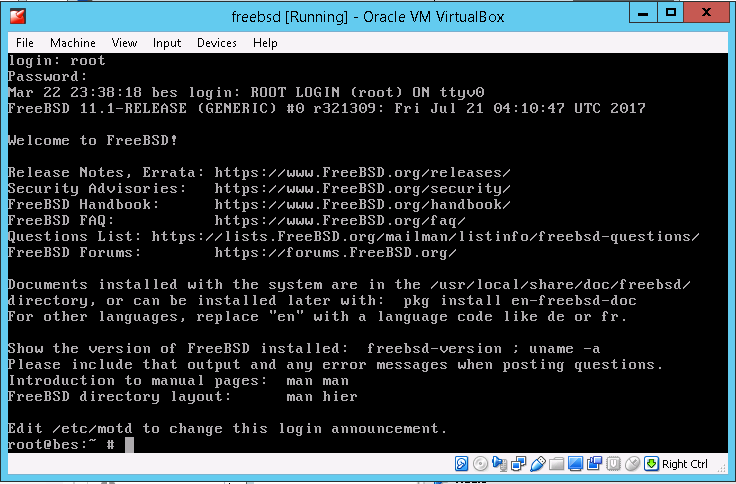 freebsd [Running] - Oracle VM VirtualBox
File Machine View Input Devices Help
login: root
Password:
Mar 22 23:38:18 bes login: ROOT LOGIN (root) ON ttyv0
FreeBSD 11.1-RELEASE (GENERIC) #0 r321309: Fri Jul 21 04:10:47 UTC 2017
Welcome to FreeBSD!
Release Notes, Errata: https://www.FreeBSD.org/releases/
Security Advisories:   https://www.FreeBSD.org/security/
FreeBSD Handbook:      https://www.FreeBSD.org/handbook/
FreeBSD FAQ:           https://www.FreeBSD.org/faq/
Questions List: https://lists.FreeBSD.org/mailman/listinfo/freebsd-questions/
FreeBSD Forums:        https://forums.FreeBSD.org/
Documents installed with the system are in the /usr/local/share/doc/freebsd/
directory, or can be installed later with:  pkg install en-freebsd-doc
For other languages, replace "en" with a language code like de or fr.
Show the version of FreeBSD installed:  freebsd-version ; uname -a
Please include that output and any error messages when posting questions.
Introduction to manual pages:  man man
FreeBSD directory layout:      man hier
Edit /etc/motd to change this login announcement.
root@bes:~ #
Right Ctrl